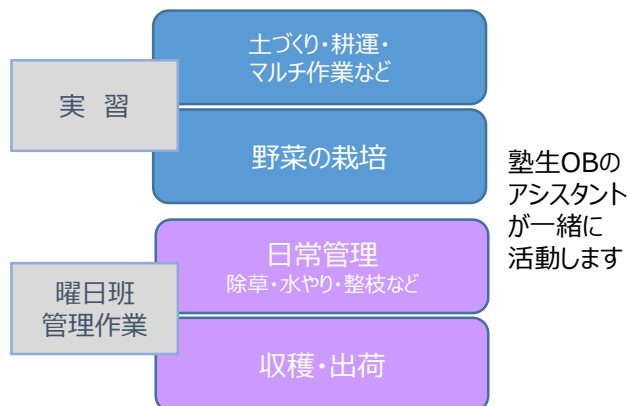 実 習
土づくり・耕運・
マルチ作業など
野菜の栽培
曜日班
管理作業
日常管理
除草・水やり・整枝など
収穫・出荷
塾生OBの
アシスタント
が一緒に
活動します